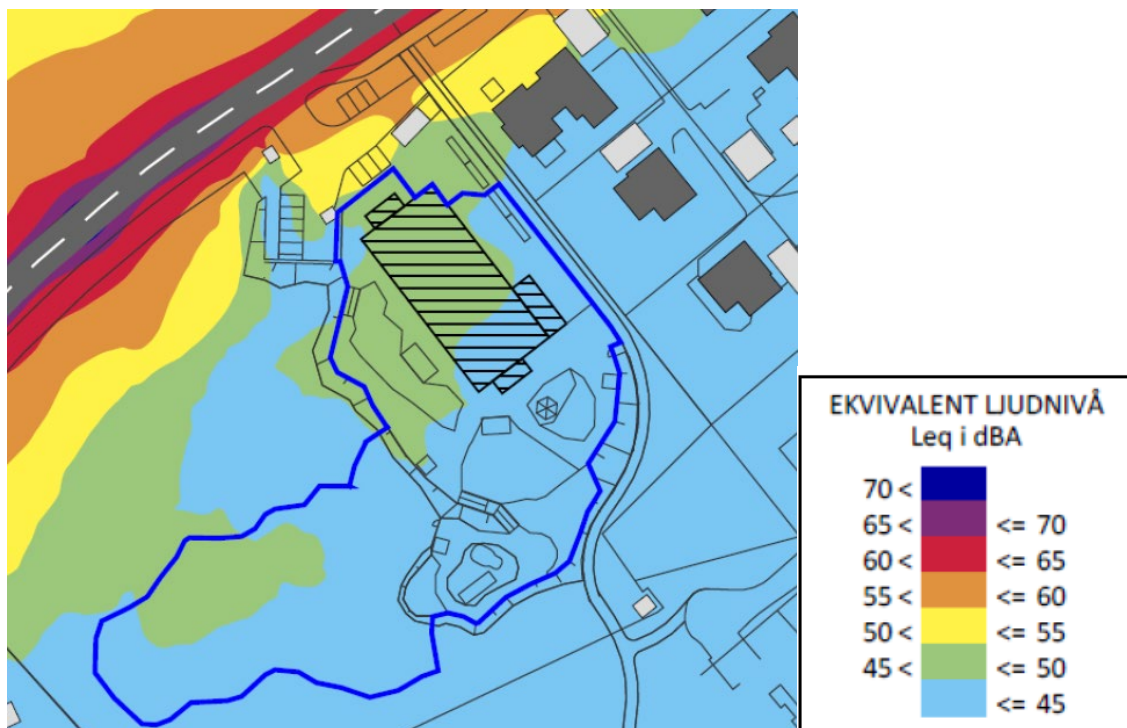 EKVIVALENT LJUDNIVÅ
Leq i dBA
70 <
65 < <= 70
60 < <= 65
55 < <= 60
50 < <= 55
45 < <= 50
<= 45